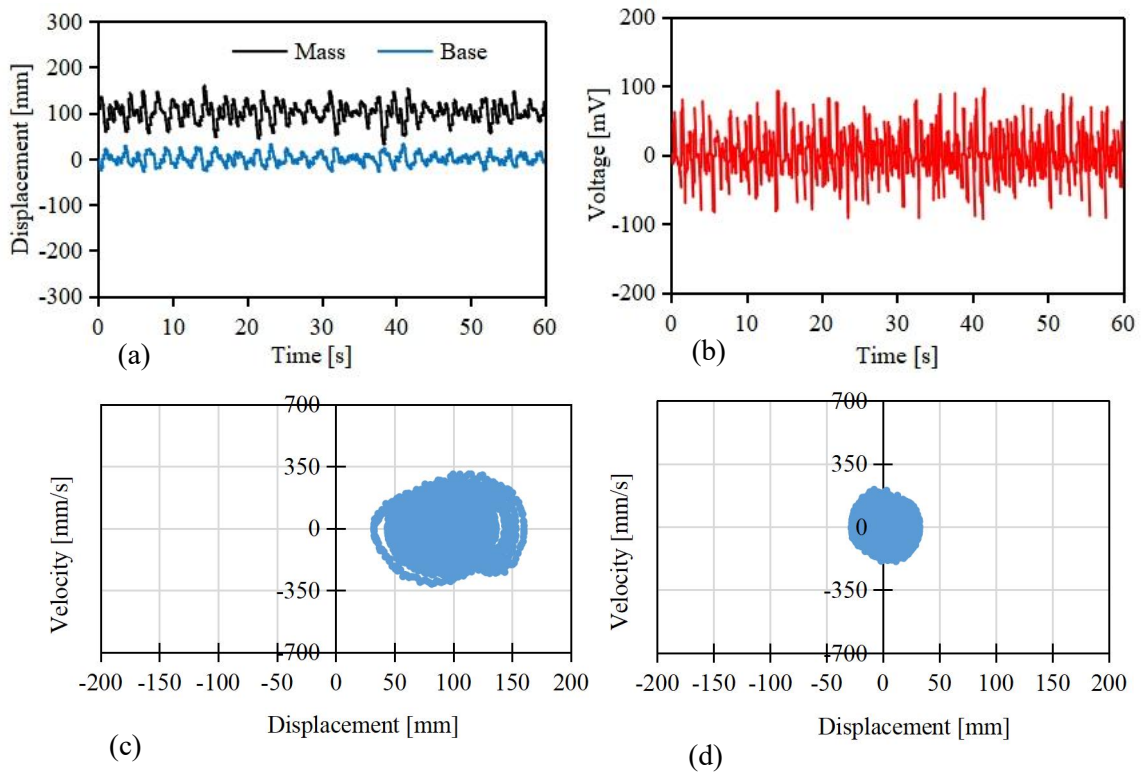 300
200
100
0
-100
-200
-300
Displacement [mm]
Mass Base
0 10 20 30 40 50 60
Time [s]
(a)
200
100
0
-100
-200
Voltage [mV]
0 10 20 30 40 50 60
Time [s]
(b)
700
350
0
-350
-700
Velocity [mm/s]
-200 -150 -100 -50 0 50 100 150 200
Displacement [mm]
(c)
700
350
0
-350
-700
Velocity [mm/s]
-200 -150 -100 -50 0 50 100 150 200
Displacement [mm]
(d)